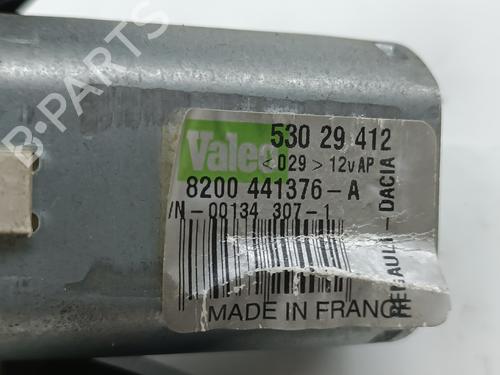 B-PARTS
Valeo
530 29 412
<029> 12v AP
8200 441376-A
/N-00134 307-1
MADE IN FRANCE
RENAULT - DACIA